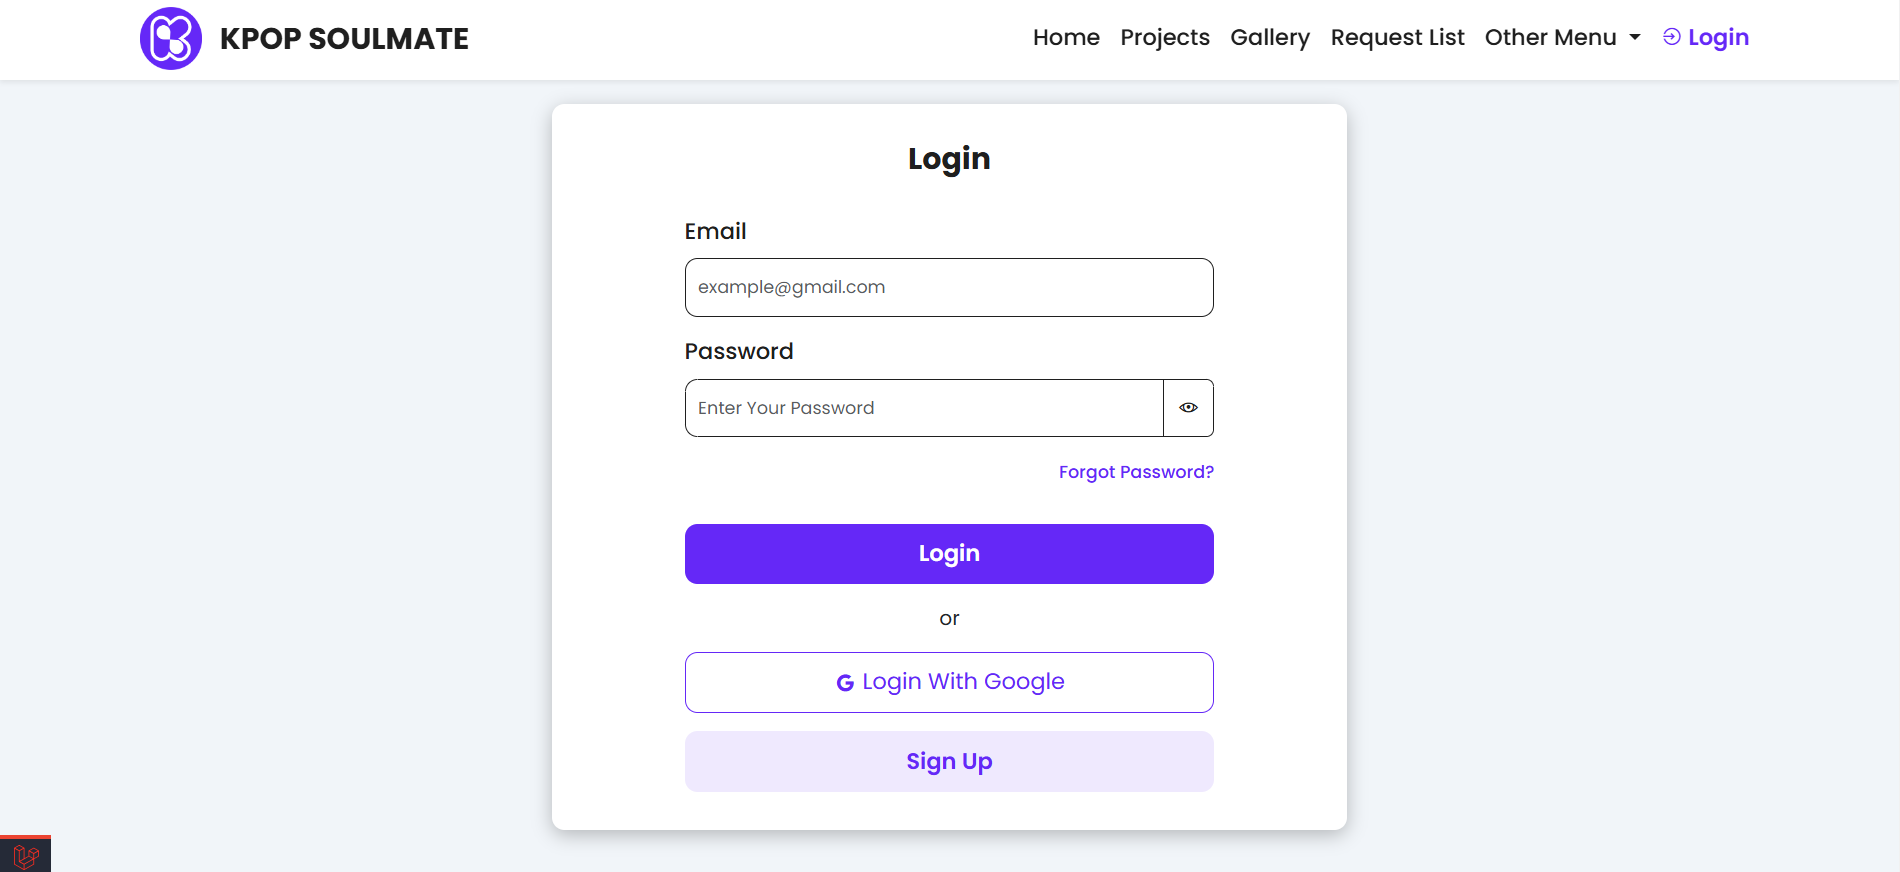 KPOP SOULMATE
Home Projects Gallery Request List Other Menu Login
Login
Email
example@gmail.com
Password
Enter Your Password
Forgot Password?
Login
or
Login With Google
Sign Up